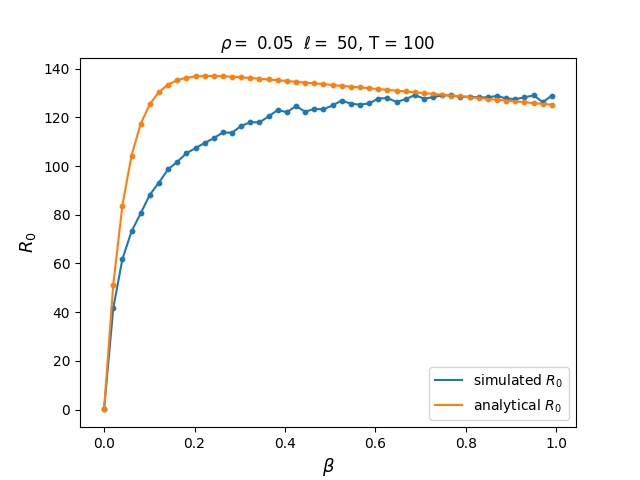 ρ = 0.05 ℓ = 50, T = 100
R₀
140
120
100
80
60
40
20
0
0.0 0.2 0.4 0.6 0.8 1.0
β
simulated R₀
analytical R₀